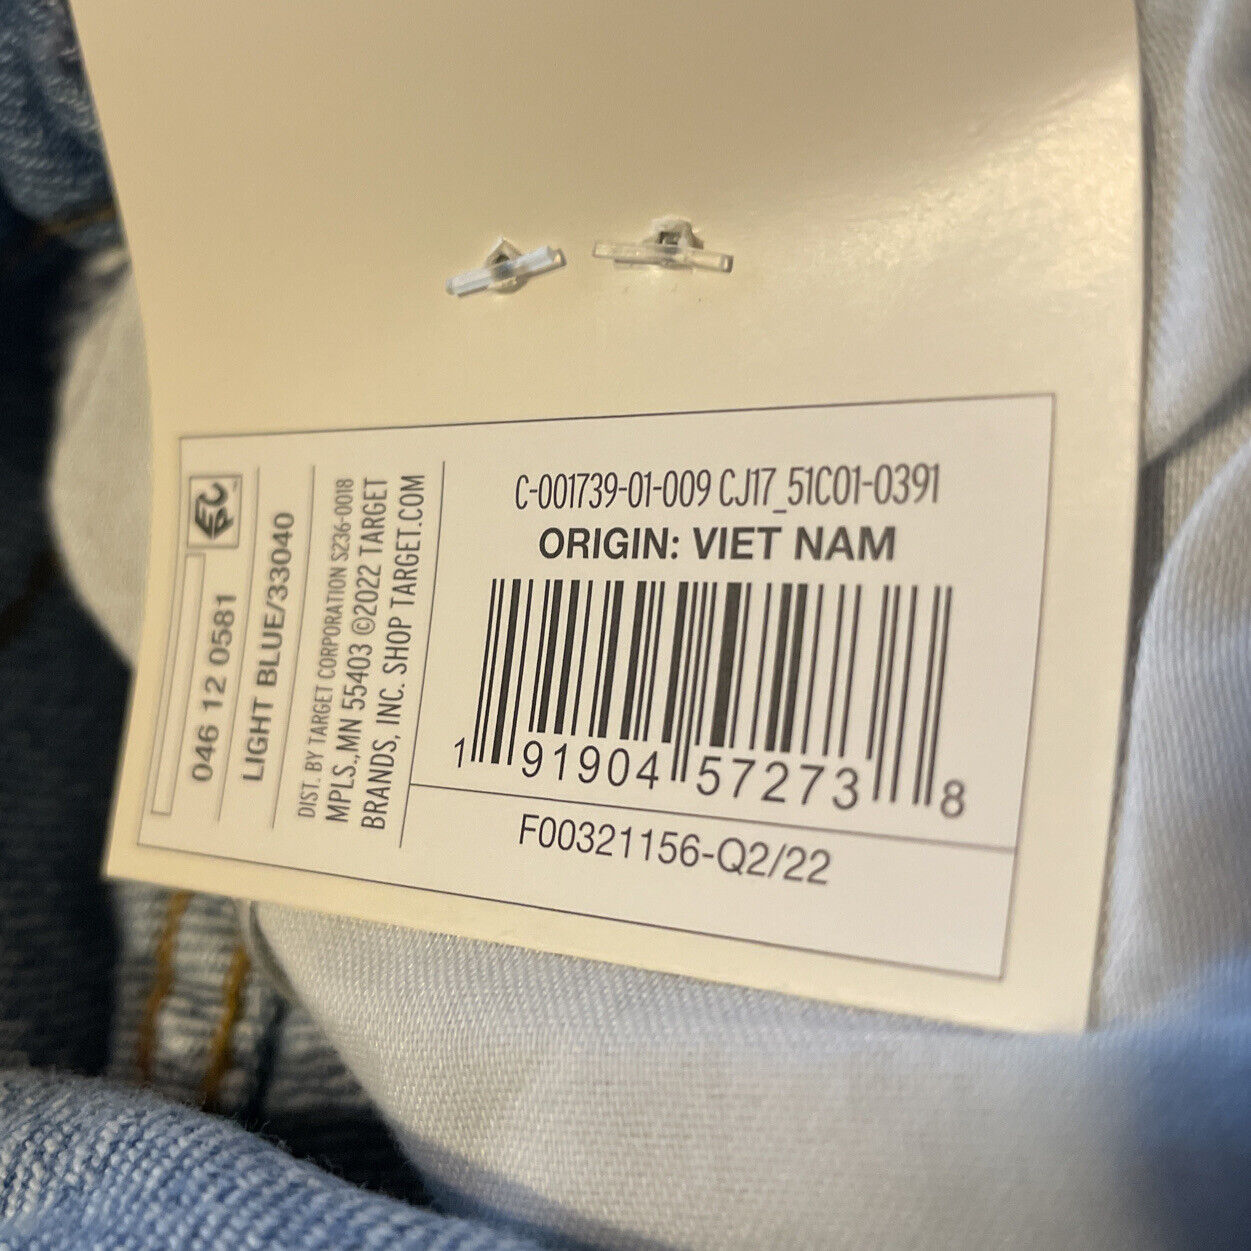 C-001739-01-009 CJ17_51C01-0391
ORIGIN: VIET NAM
1 91904 57273 8
F00321156-Q2/22
EPC
046 12 0581
LIGHT BLUE/33040
DIST. BY TARGET CORPORATION S236-0018
MPLS.,MN 55403 ©2022 TARGET
BRANDS, INC. SHOP TARGET.COM